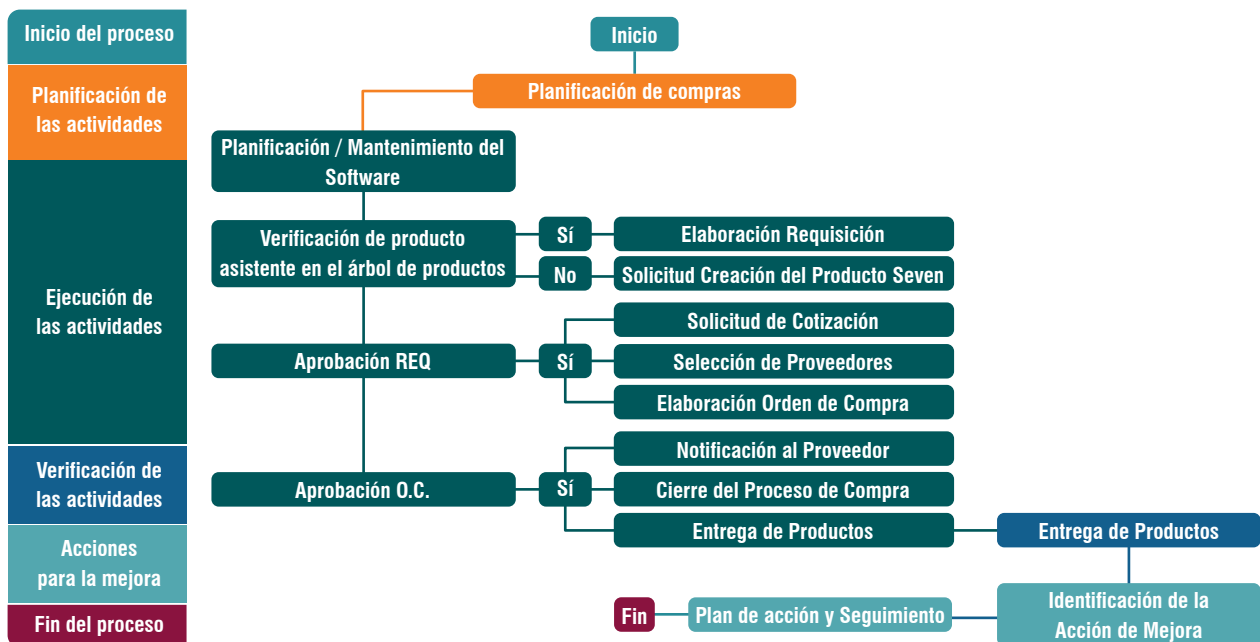 Inicio del proceso
Planificación de
las actividades
Ejecución de
las actividades
Verificación de
las actividades
Acciones
para la mejora
Fin del proceso
Inicio
Planificación de compras
Planificación / Mantenimiento del
Software
Verificación de producto
asistente en el árbol de productos
Sí
Elaboración Requisición
No
Solicitud Creación del Producto Seven
Aprobación REQ
Sí
Solicitud de Cotización
Selección de Proveedores
Elaboración Orden de Compra
Aprobación O.C.
Sí
Notificación al Proveedor
Cierre del Proceso de Compra
Entrega de Productos
Entrega de Productos
Identificación de la
Acción de Mejora
Plan de acción y Seguimiento
Fin